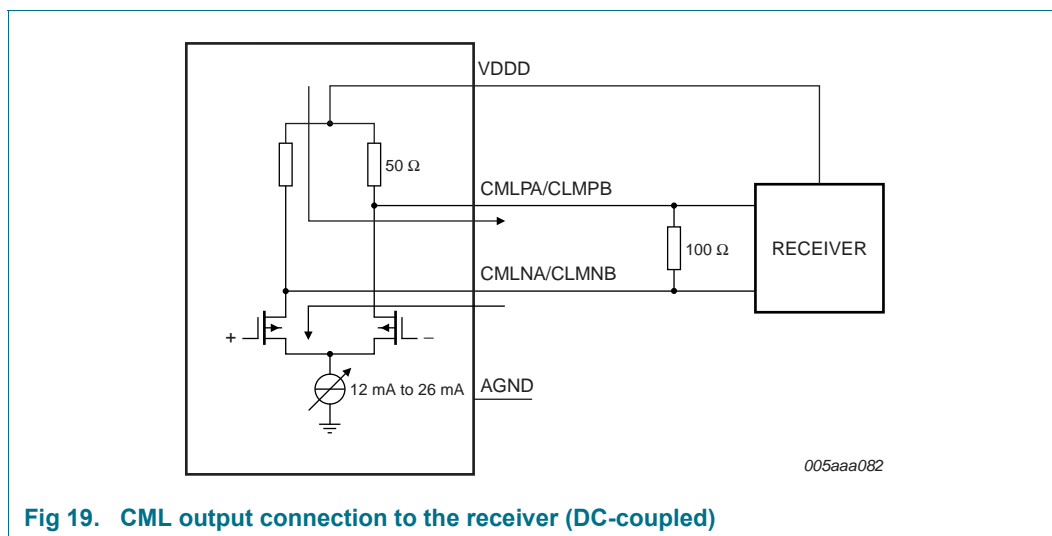 VDDD
50 Ω
CMLPA/CLMPB
100 Ω
RECEIVER
CMLNA/CLMNB
+
−
12 mA to 26 mA
AGND
005aaa082
Fig 19. CML output connection to the receiver (DC-coupled)